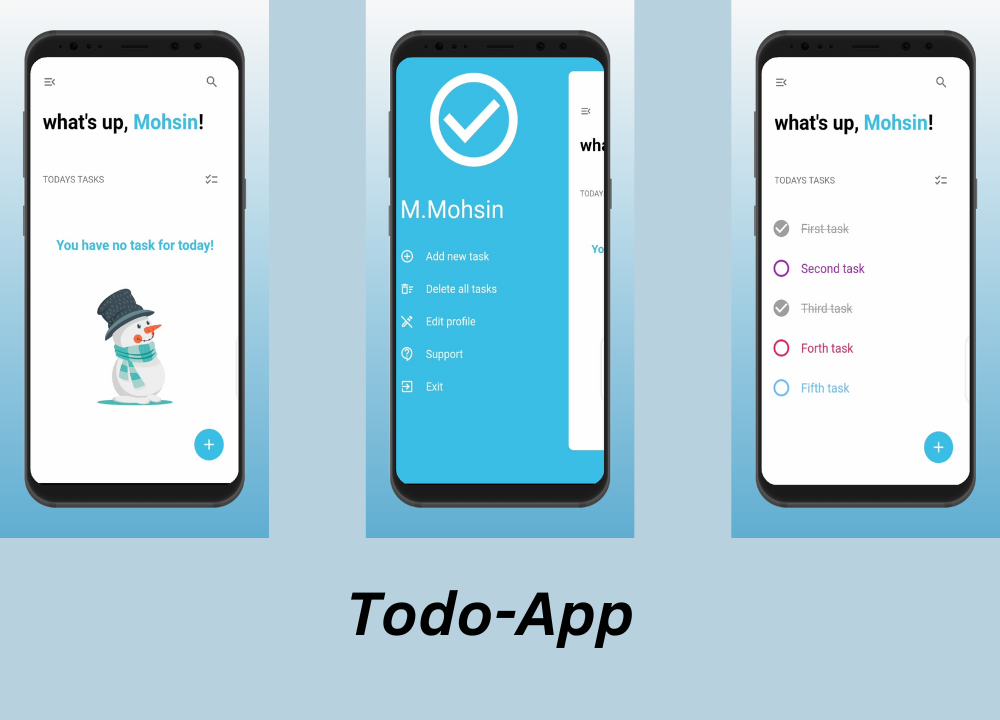 what's up, Mohsin!
TODAYS TASKS
You have no task for today!
M.Mohsin
Add new task
Delete all tasks
Edit profile
Support
Exit
wha
TODAY
Yo
what's up, Mohsin!
TODAYS TASKS
First task
Second task
Third task
Forth task
Fifth task
Todo-App